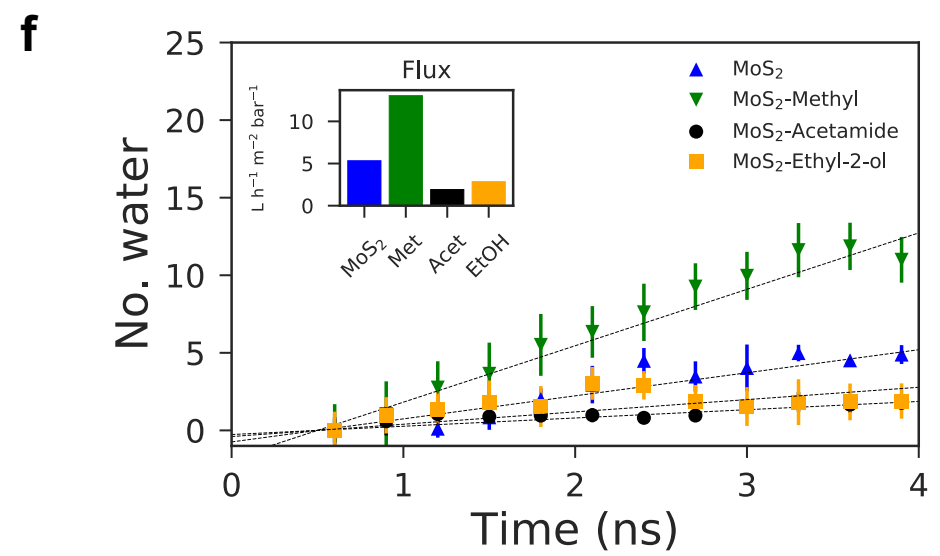 f
25
20
15
10
5
0
No. water
0 1 2 3 4
Time (ns)
Flux
L h⁻¹ m⁻² bar⁻¹
10
5
0
MoS₂ Met Acet EtOH
MoS₂
MoS₂-Methyl
MoS₂-Acetamide
MoS₂-Ethyl-2-ol